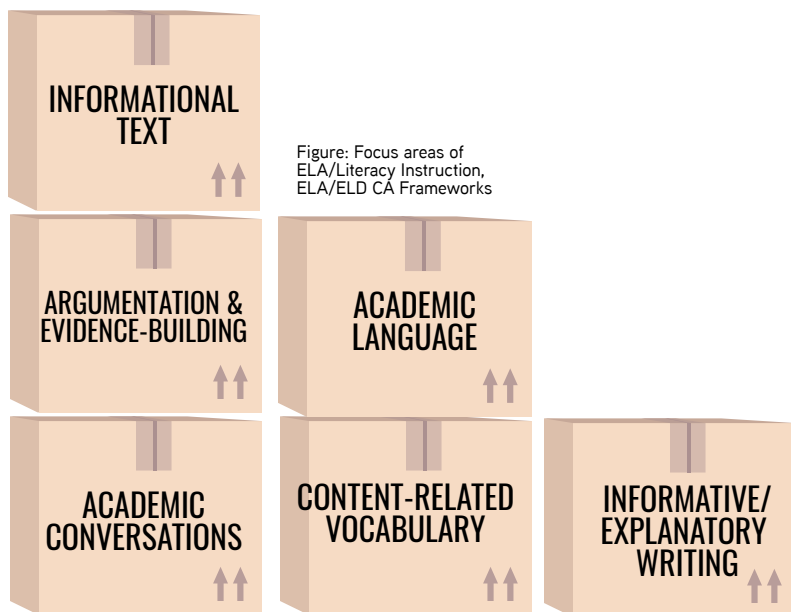 INFORMATIONAL
TEXT
Figure: Focus areas of
ELA/Literacy Instruction,
ELA/ELD CA Frameworks
ARGUMENTATION &
EVIDENCE-BUILDING
ACADEMIC
LANGUAGE
ACADEMIC
CONVERSATIONS
CONTENT-RELATED
VOCABULARY
INFORMATIVE/
EXPLANATORY
WRITING